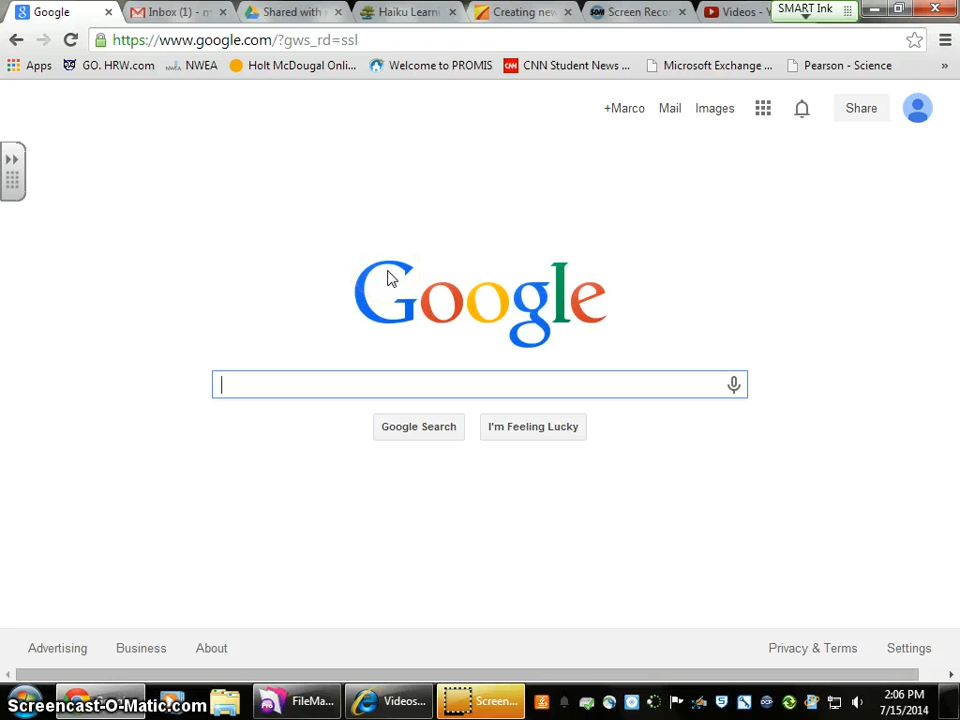 Google
Inbox (1) - m
Shared with
Haiku Learni
Creating new
Screen Reco
Videos - Y
SMART Ink
https://www.google.com/?gws_rd=ssl
Apps
GO. HRW.com
NWEA
Holt McDougal Onli...
Welcome to PROMIS
CNN Student News ...
Microsoft Exchange ...
Pearson - Science
»
+Marco
Mail
Images
Share
Google
Google Search
I'm Feeling Lucky
Advertising
Business
About
Privacy & Terms
Settings
FileMa...
Videos...
Screen...
2:06 PM
7/15/2014
Screencast-O-Matic.com